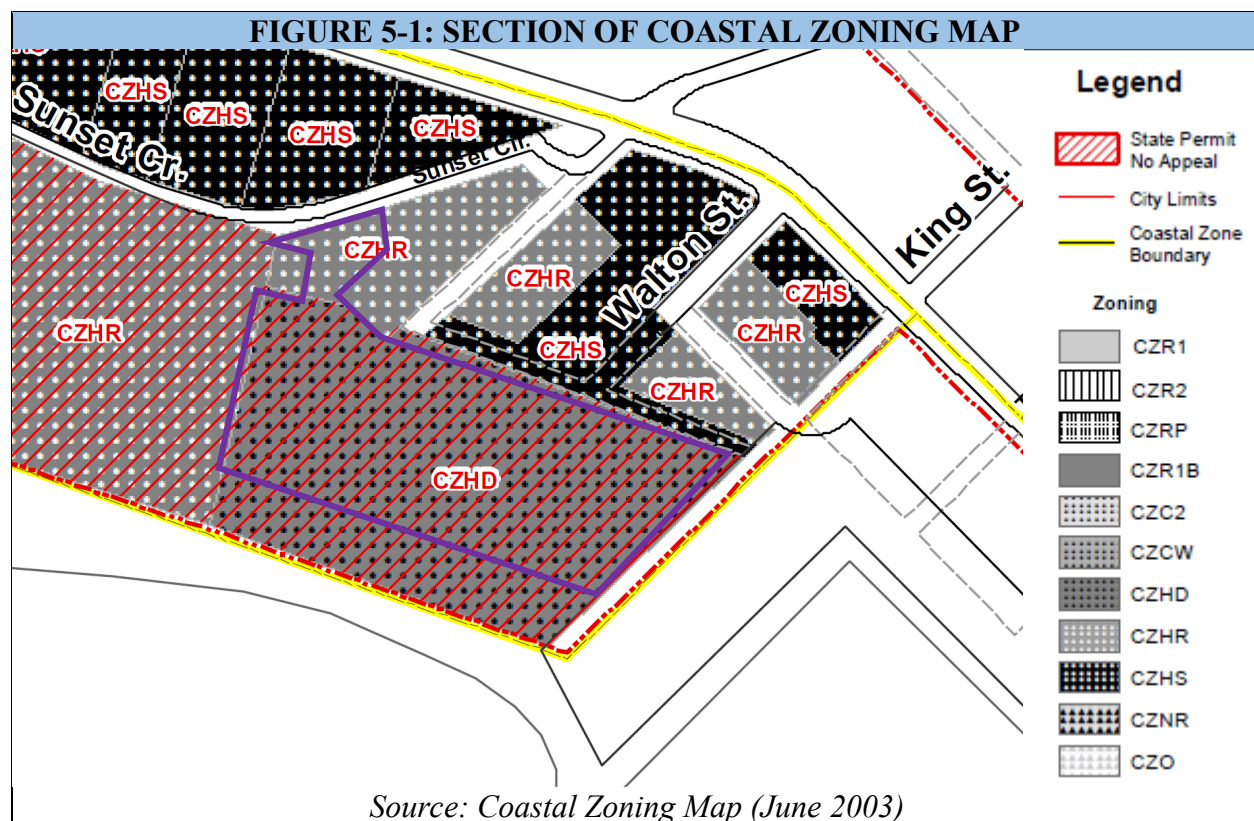 FIGURE 5-1: SECTION OF COASTAL ZONING MAP
CZHS
CZHS
CZHS
CZHS
Sunset Cr.
Sunset Cir.
CZHR
CZHR
CZHR
CZHS
Walton St.
King St.
CZHS
CZHR
CZHR
CZHD
Legend
State Permit
No Appeal
City Limits
Coastal Zone
Boundary
Zoning
CZR1
CZR2
CZRP
CZR1B
CZC2
CZCW
CZHD
CZHR
CZHS
CZNR
CZO
Source: Coastal Zoning Map (June 2003)